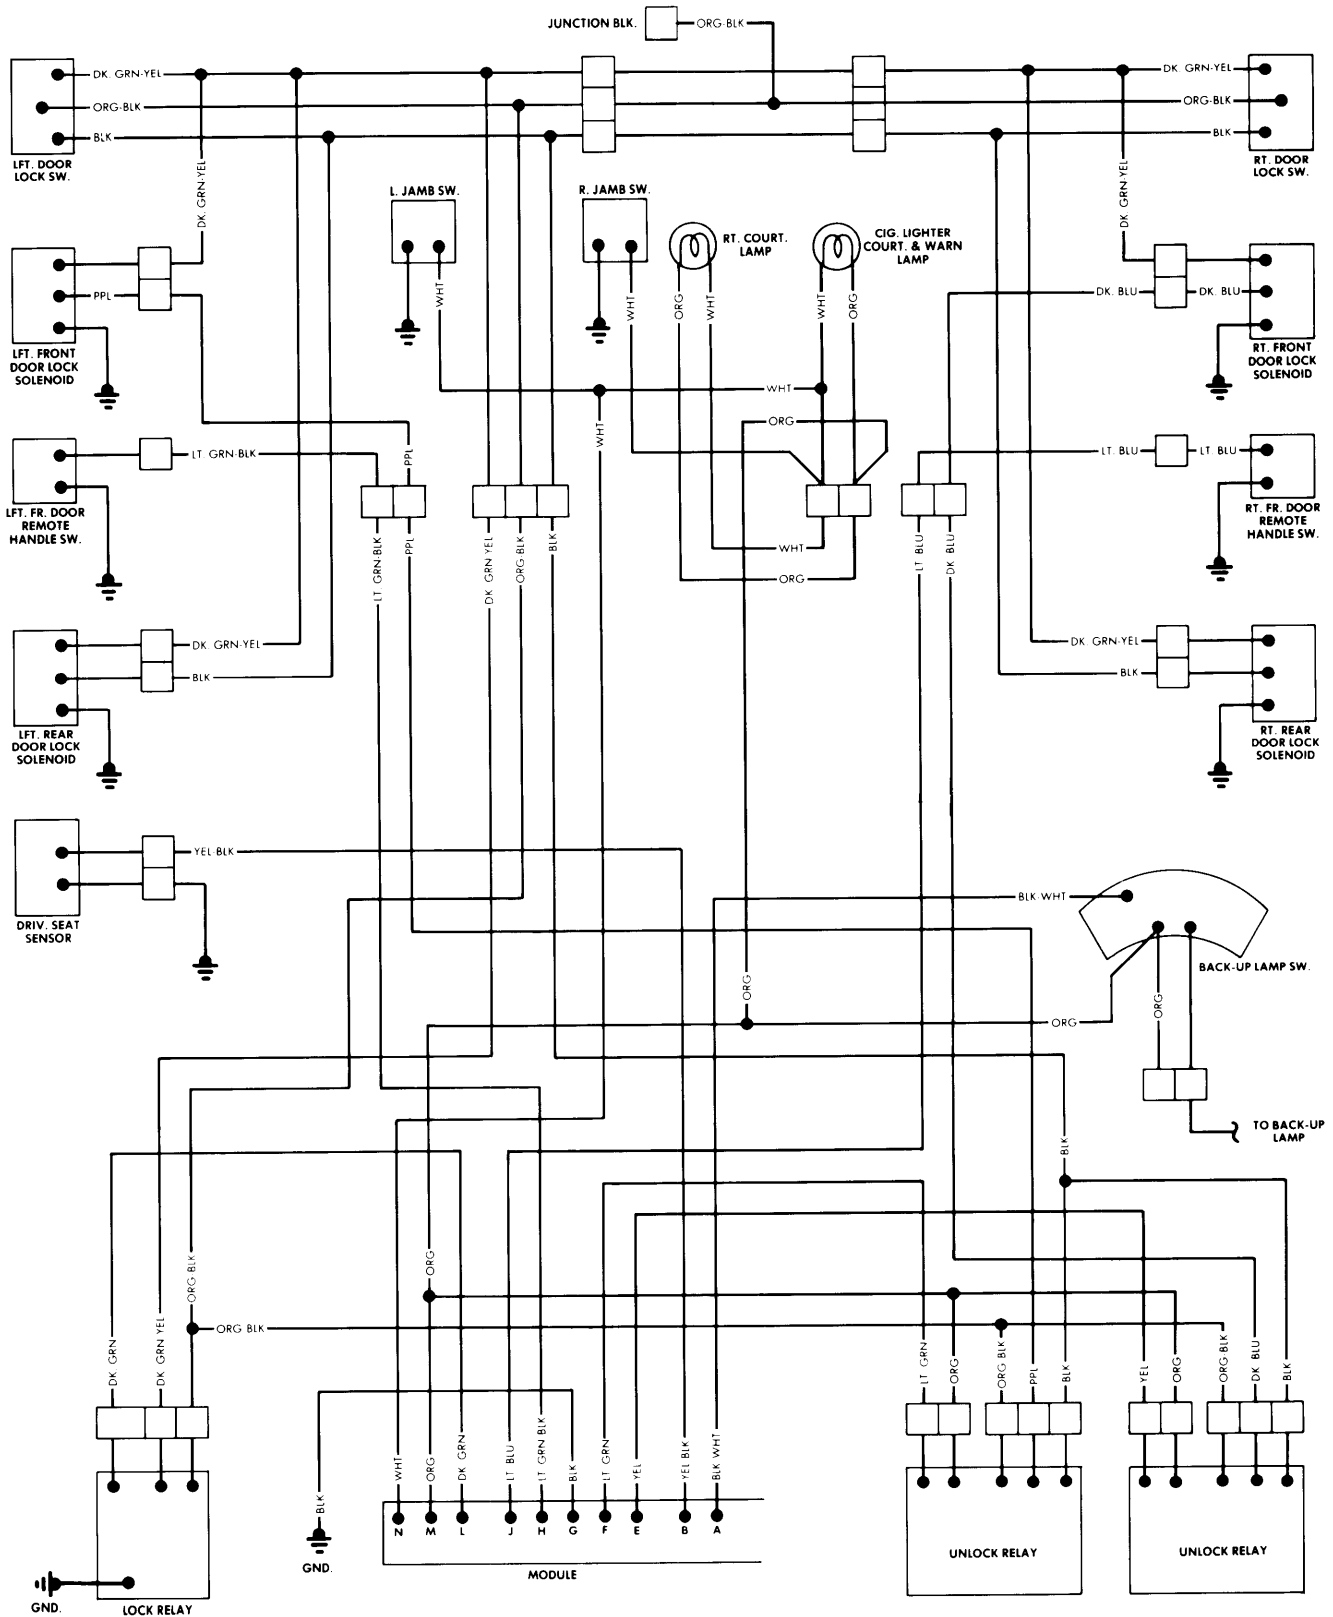 JUNCTION BLK.
ORG-BLK
DK. GRN-YEL
DK. GRN-YEL
ORG-BLK
ORG-BLK
BLK
BLK
LFT. DOOR
LOCK SW.
RT. DOOR
LOCK SW.
DK. GRN-YEL
DK. GRN-YEL
L. JAMB SW.
R. JAMB SW.
RT. COURT.
LAMP
CIG. LIGHTER
COURT. & WARN
LAMP
WHT
WHT
ORG
WHT
WHT
ORG
PPL
DK. BLU
DK. BLU
LFT. FRONT
DOOR LOCK
SOLENOID
RT. FRONT
DOOR LOCK
SOLENOID
WHT
ORG
WHT
LT. GRN-BLK
PPL
LT. BLU
LT. BLU
LFT. FR. DOOR
REMOTE
HANDLE SW.
RT. FR. DOOR
REMOTE
HANDLE SW.
LT GRN-BLK
PPL
DK GRN YEL
ORG-BLK
BLK
WHT
ORG
LT BLU
DK BLU
DK. GRN-YEL
BLK
DK. GRN-YEL
BLK
LFT. REAR
DOOR LOCK
SOLENOID
RT. REAR
DOOR LOCK
SOLENOID
YEL-BLK
DRIV. SEAT
SENSOR
BLK-WHT
BACK-UP LAMP SW.
ORG
ORG
ORG
TO BACK-UP
LAMP
BLK
ORG
ORG-BLK
ORG BLK
DK GRN
DK GRN YEL
LT GRN
ORG
ORG BLK
PPL
BLK
YEL
ORG
ORG-BLK
DK BLU
BLK
BLK
WHT
ORG
DK GRN
LT BLU
LT GRN BLK
BLK
LT GRN
YEL
YEL BLK
BLK WHT
N M L J H G F E B A
GND.
MODULE
UNLOCK RELAY
UNLOCK RELAY
GND.
LOCK RELAY